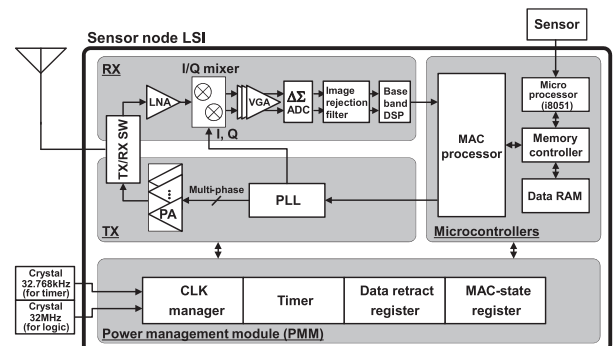 Sensor
Sensor node LSI
RX
I/Q mixer
LNA
VGA
ΔΣ
ADC
Image
rejection
filter
Base
band
DSP
I, Q
TX/RX SW
Multi-phase
PA
PLL
TX
MAC
processor
Micro
processor
(i8051)
Memory
controller
Data RAM
Microcontrollers
Crystal
32.768kHz
(for timer)
Crystal
32MHz
(for logic)
CLK
manager
Timer
Data retract
register
MAC-state
register
Power management module (PMM)